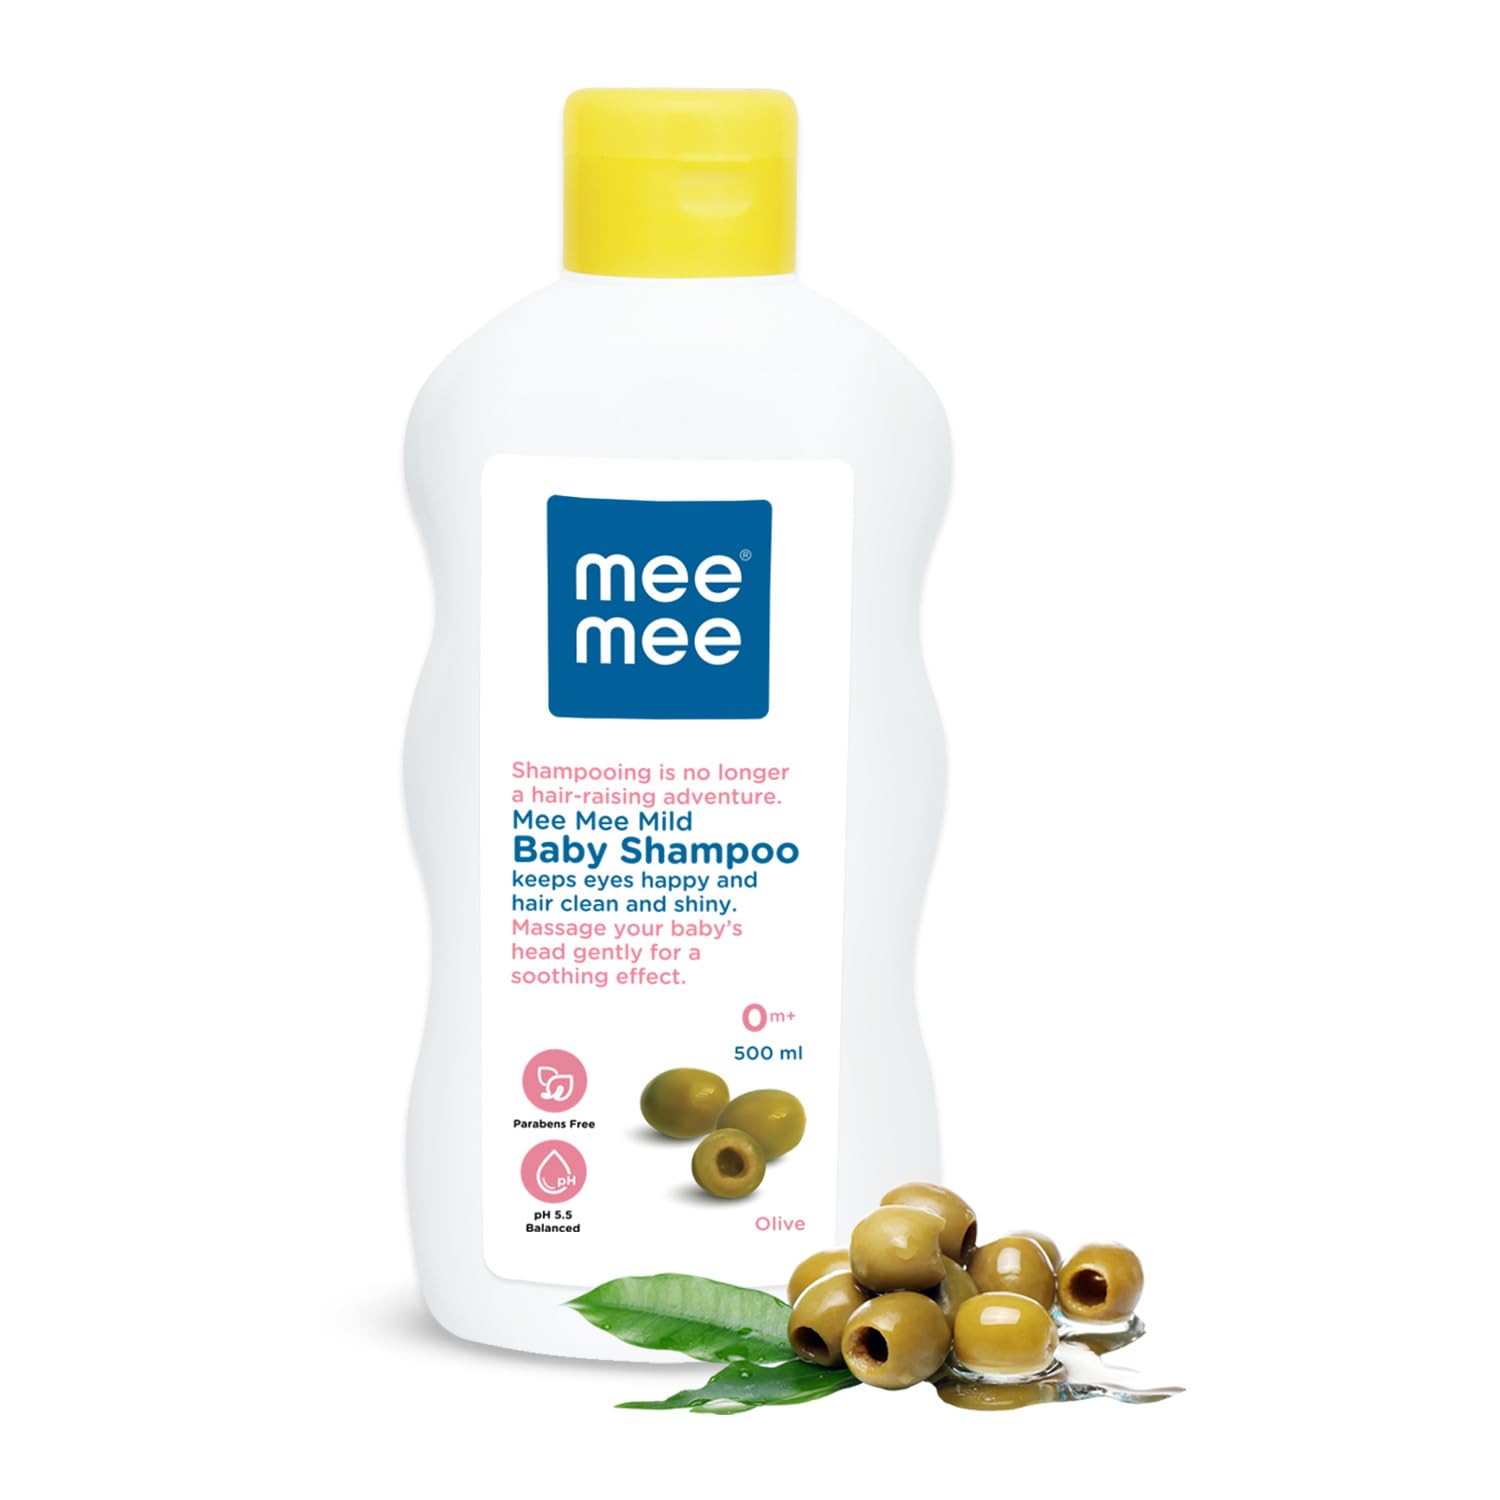 mee®
mee
Shampooing is no longer
a hair-raising adventure.
Mee Mee Mild
Baby Shampoo
keeps eyes happy and
hair clean and shiny.
Massage your baby's
head gently for a
soothing effect.
0m+
500 ml
Parabens Free
pH
pH 5.5
Balanced
Olive